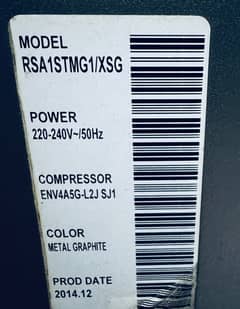 MODEL
RSA1STMG1/XSG
POWER
220-240V~/50Hz
COMPRESSOR
ENV4A5G-L2J SJ1
COLOR
METAL GRAPHITE
PROD DATE
2014.12